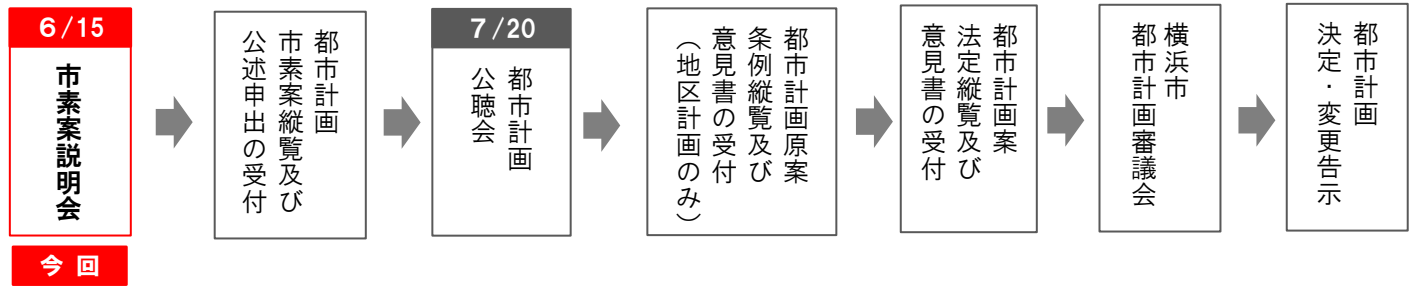 6/15
市素案説明会
今回
都市計画
市素案縦覧及び
公述申出の受付
7/20
都市計画
公聴会
都市計画原案
条例縦覧及び
意見書の受付
（地区計画のみ）
都市計画案
法定縦覧及び
意見書の受付
横浜市
都市計画審議会
都市計画
決定・変更告示